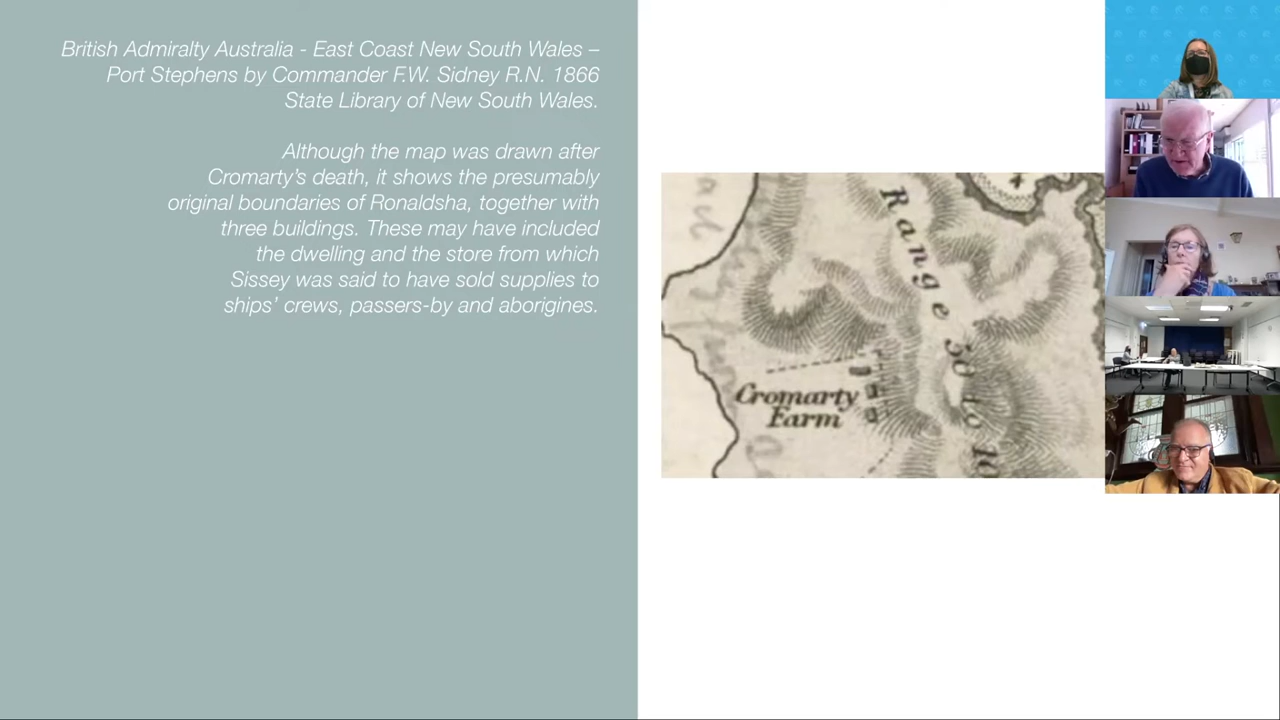 British Admiralty Australia - East Coast New South Wales –
Port Stephens by Commander F.W. Sidney R.N. 1866
State Library of New South Wales.
Although the map was drawn after
Cromarty's death, it shows the presumably
original boundaries of Ronaldsha, together with
three buildings. These may have included
the dwelling and the store from which
Sissey was said to have sold supplies to
ships' crews, passers-by and aborigines.
Range 50 to
Cromarty
Farm